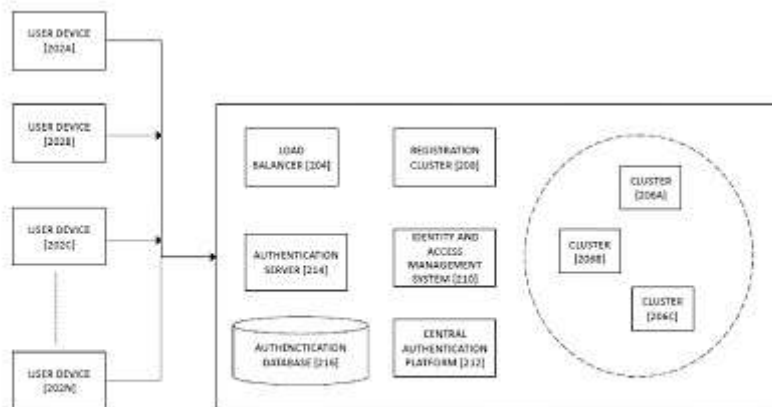 USER DEVICE
[202A]
USER DEVICE
[202B]
USER DEVICE
[202C]
USER DEVICE
[202N]
LOAD
BALANCER [204]
REGISTRATION
CLUSTER [208]
AUTHENTICATION
SERVER [214]
IDENTITY AND
ACCESS
MANAGEMENT
SYSTEM [210]
AUTHENCTICATION
DATABASE [216]
CENTRAL
AUTHENTICATION
PLATFORM [212]
CLUSTER
[206A]
CLUSTER
[206B]
CLUSTER
[206C]